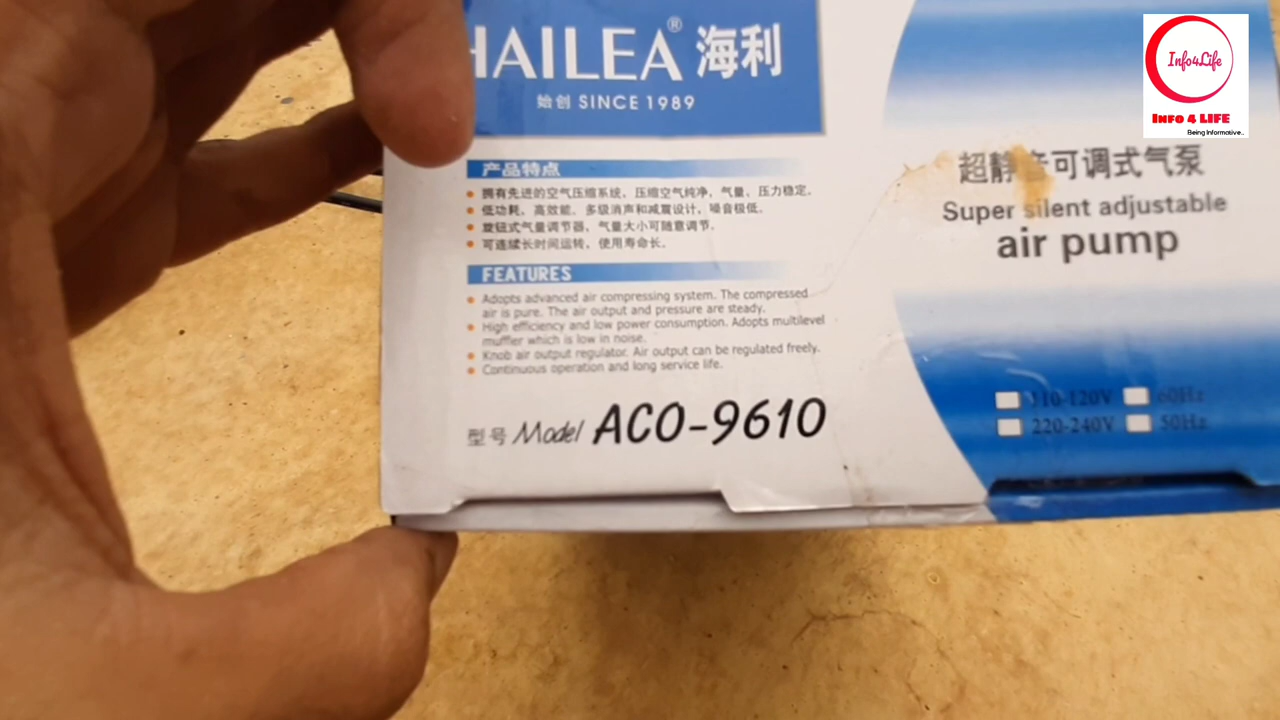 HAILEA® 海利
始创 SINCE 1989
产品特点
拥有先进的空气压缩系统，压缩空气纯净，气量、压力稳定。
低功耗，高效能，多级消声和减震设计，噪音极低。
旋钮式气量调节器，气量大小可随意调节。
可连续长时间运转，使用寿命长。
FEATURES
Adopts advanced air compressing system. The compressed
air is pure. The air output and pressure are steady.
High efficiency and low power consumption. Adopts multilevel
muffler which is low in noise.
Knob air output regulator. Air output can be regulated freely.
Continuous operation and long service life.
型号 Model ACO-9610
超静音可调式气泵
Super silent adjustable
air pump
110-120V 60Hz
220-240V 50Hz
Info4Life
INFO 4 LIFE
Being Informative..